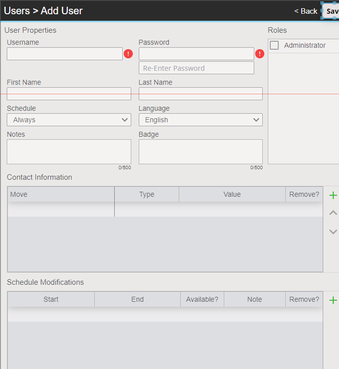 Users > Add User
< Back
Sav
User Properties
Roles
Username
Password
Administrator
Re-Enter Password
First Name
Last Name
Schedule
Language
Always
English
Notes
Badge
0/600
0/600
Contact Information
Move
Type
Value
Remove?
Schedule Modifications
Start
End
Available?
Note
Remove?